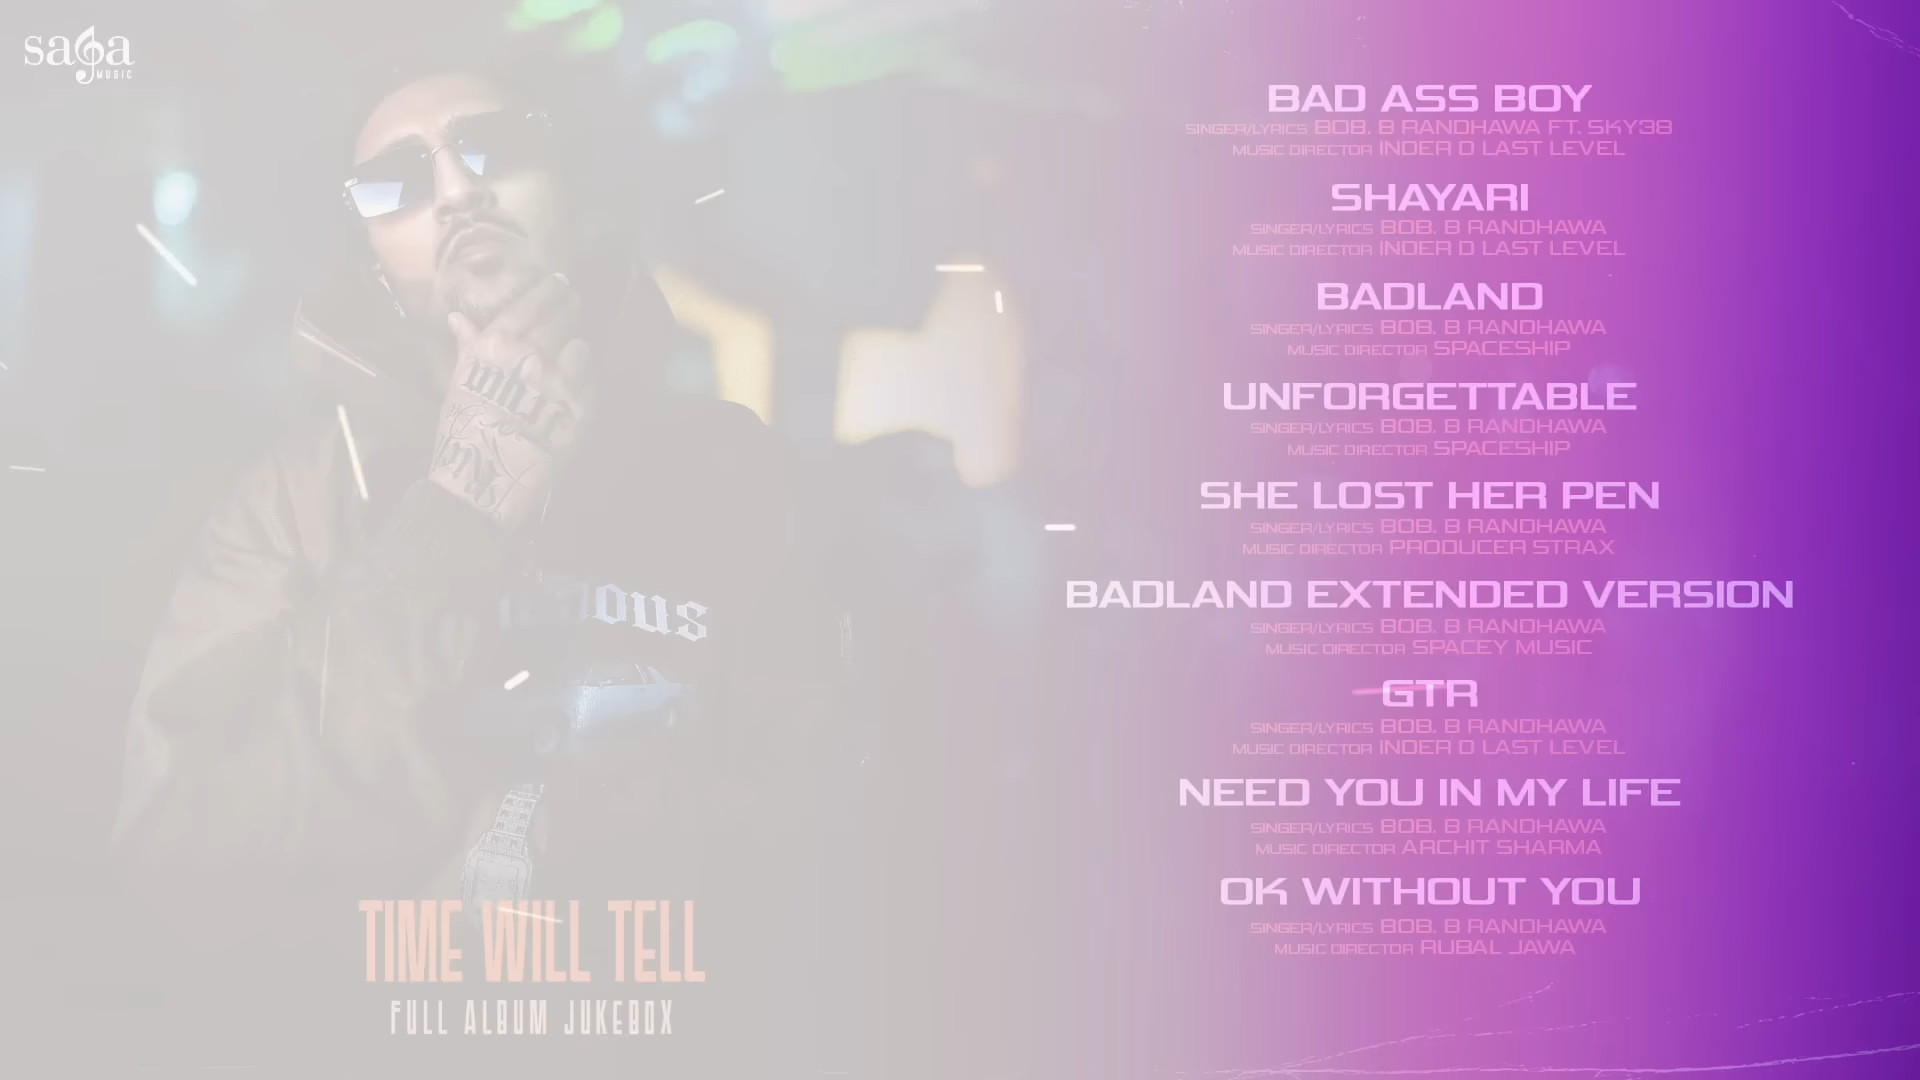 saga
MUSIC
BAD ASS BOY
SINGER/LYRICS BOB. B RANDHAWA FT. SKY38
MUSIC DIRECTOR INDER D LAST LEVEL
SHAYARI
SINGER/LYRICS BOB. B RANDHAWA
MUSIC DIRECTOR INDER D LAST LEVEL
BADLAND
SINGER/LYRICS BOB. B RANDHAWA
MUSIC DIRECTOR SPACESHIP
UNFORGETTABLE
SINGER/LYRICS BOB. B RANDHAWA
MUSIC DIRECTOR SPACESHIP
SHE LOST HER PEN
SINGER/LYRICS BOB. B RANDHAWA
MUSIC DIRECTOR PRODUCER STRAX
BADLAND EXTENDED VERSION
SINGER/LYRICS BOB. B RANDHAWA
MUSIC DIRECTOR SPACEY MUSIC
GTR
SINGER/LYRICS BOB. B RANDHAWA
MUSIC DIRECTOR INDER D LAST LEVEL
NEED YOU IN MY LIFE
SINGER/LYRICS BOB. B RANDHAWA
MUSIC DIRECTOR ARCHIT SHARMA
OK WITHOUT YOU
SINGER/LYRICS BOB. B RANDHAWA
MUSIC DIRECTOR RUBAL JAWA
TIME WILL TELL
FULL ALBUM JUKEBOX